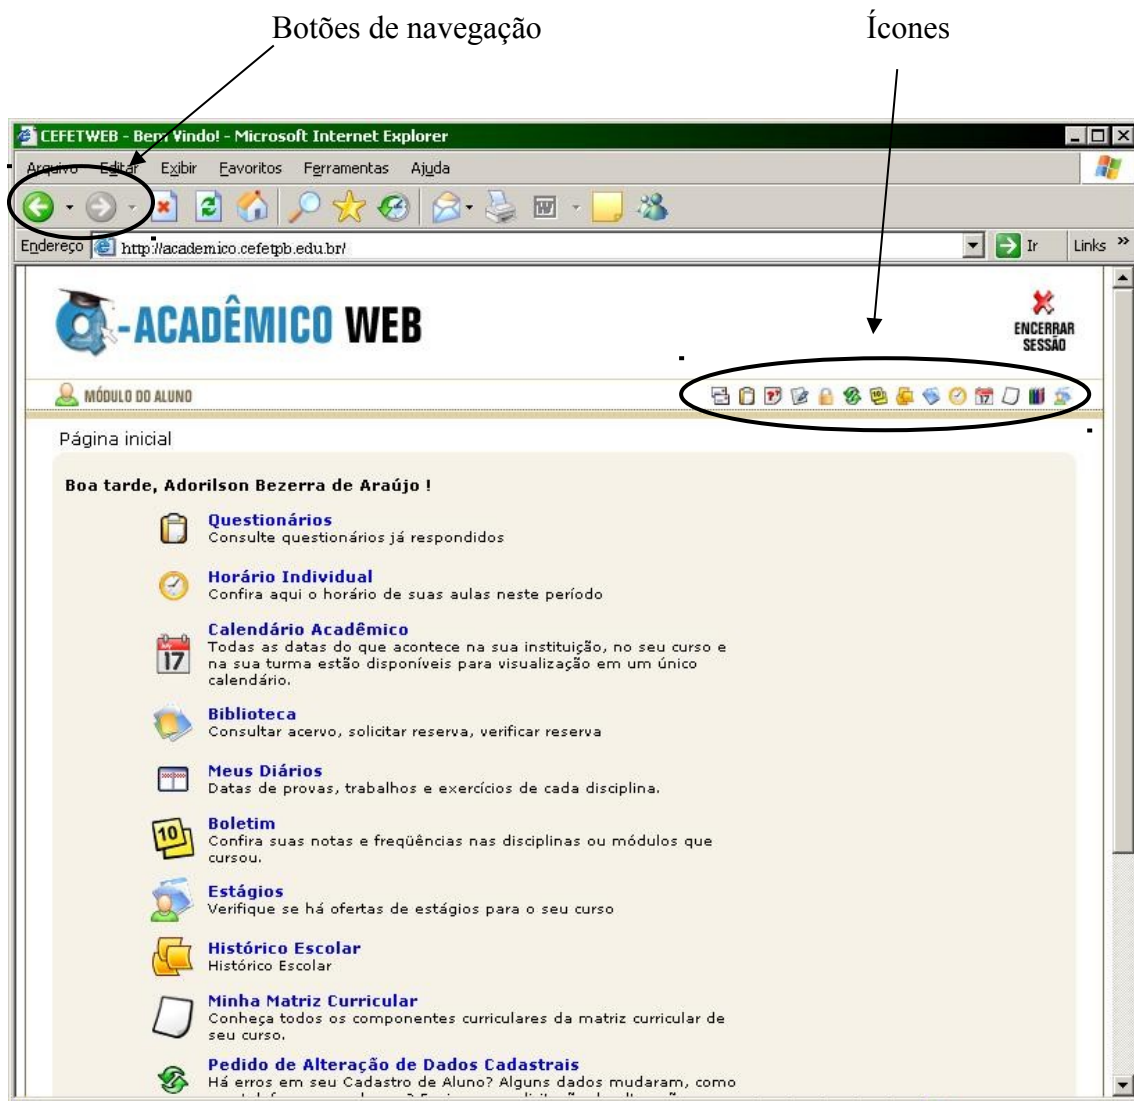 Botões de navegação
Ícones
CEFETWEB - Bem Vindo! - Microsoft Internet Explorer
Arquivo Editar Exibir Favoritos Ferramentas Ajuda
Endereço http://academico.cefetpb.edu.br/ Ir Links »
-ACADÊMICO WEB
ENCERRAR
SESSÃO
MÓDULO DO ALUNO
Página inicial
Boa tarde, Adorilson Bezerra de Araújo !
Questionários
Consulte questionários já respondidos
Horário Individual
Confira aqui o horário de suas aulas neste período
17
Calendário Acadêmico
Todas as datas do que acontece na sua instituição, no seu curso e
na sua turma estão disponíveis para visualização em um único
calendário.
Biblioteca
Consultar acervo, solicitar reserva, verificar reserva
Meus Diários
Datas de provas, trabalhos e exercícios de cada disciplina.
10
Boletim
Confira suas notas e freqüências nas disciplinas ou módulos que
cursou.
Estágios
Verifique se há ofertas de estágios para o seu curso
Histórico Escolar
Histórico Escolar
Minha Matriz Curricular
Conheça todos os componentes curriculares da matriz curricular de
seu curso.
Pedido de Alteração de Dados Cadastrais
Há erros em seu Cadastro de Aluno? Alguns dados mudaram, como